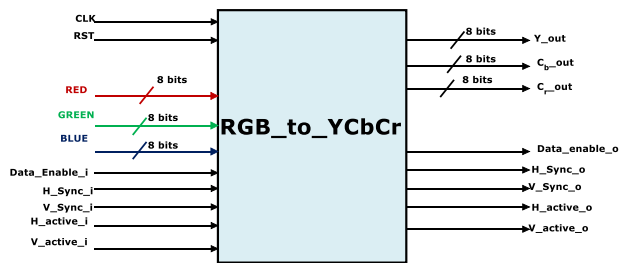 CLK
RST
RED
8 bits
GREEN
8 bits
BLUE
8 bits
Data_Enable_i
H_Sync_i
V_Sync_i
H_active_i
V_active_i
RGB_to_YCbCr
8 bits
Y_out
8 bits
Cb_out
8 bits
Cr_out
Data_enable_o
H_Sync_o
V_Sync_o
H_active_o
V_active_o